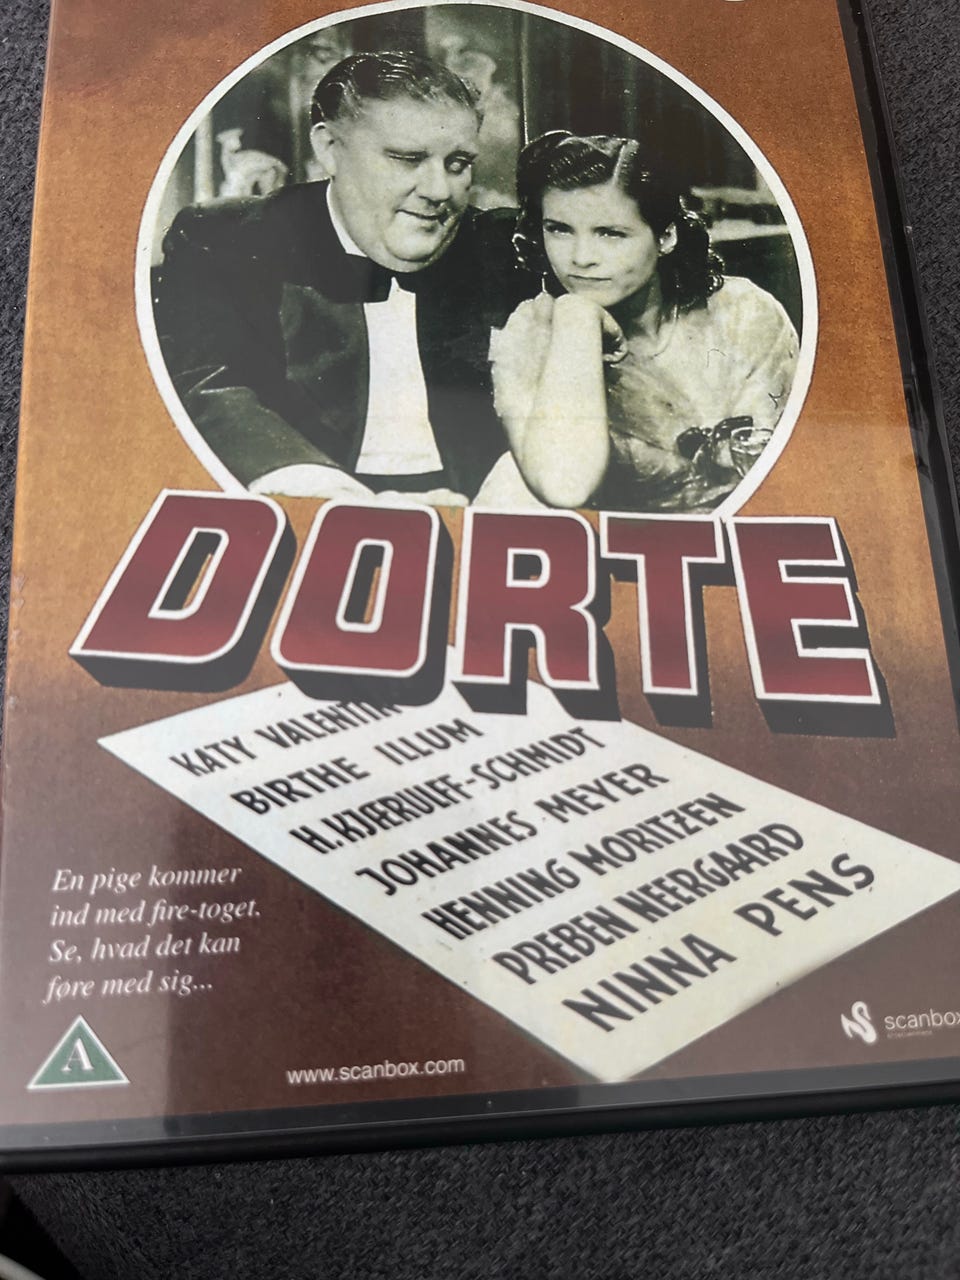 DORTE
KATY VALENTIN
BIRTHE ILLUM
H. KJÆRULFF-SCHMIDT
JOHANNES MEYER
HENNING MORITZEN
PREBEN NEERGAARD
NINNA PENS
En pige kommer
ind med fire-toget.
Se, hvad det kan
føre med sig...
A
www.scanbox.com
scanbox